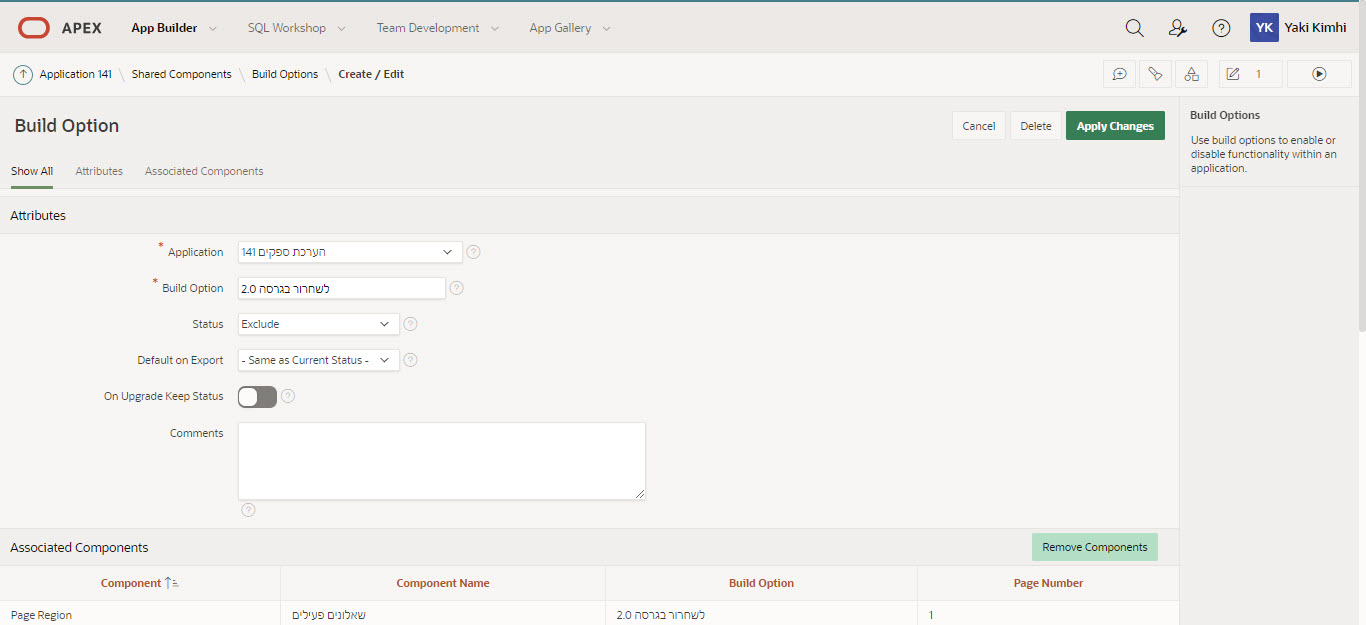 APEX App Builder SQL Workshop Team Development App Gallery YK Yaki Kimhi
Application 141 \ Shared Components \ Build Options \ Create / Edit 1
Build Option Cancel Delete Apply Changes
Show All Attributes Associated Components
Build Options
Use build options to enable or
disable functionality within an
application.
Attributes
* Application 141 הערכת ספקים
* Build Option לשחרור בגרסה 2.0
Status Exclude
Default on Export - Same as Current Status -
On Upgrade Keep Status
Comments
Associated Components Remove Components
Component Component Name Build Option Page Number
Page Region שאלונים פעילים לשחרור בגרסה 2.0 1